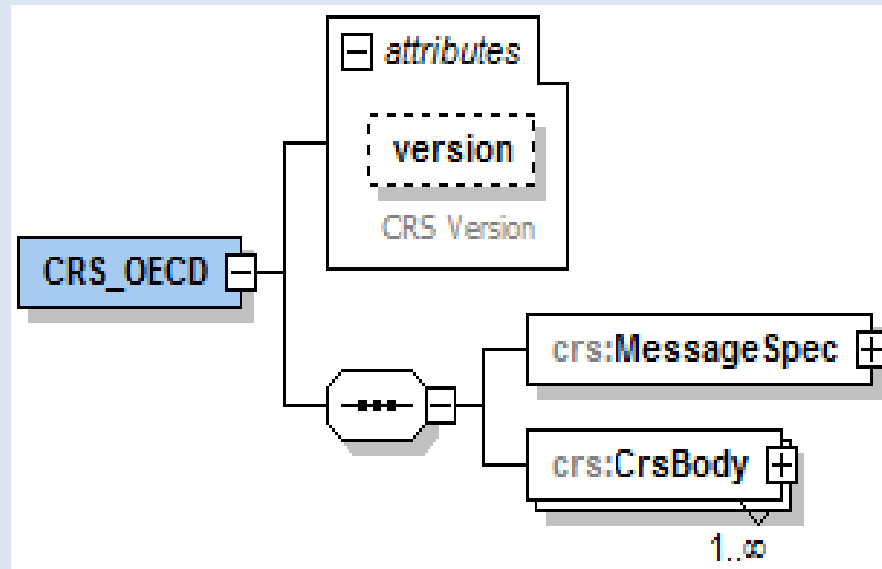 attributes
version
CRS Version
CRS_OECD
crs:MessageSpec
crs:CrsBody
1..∞